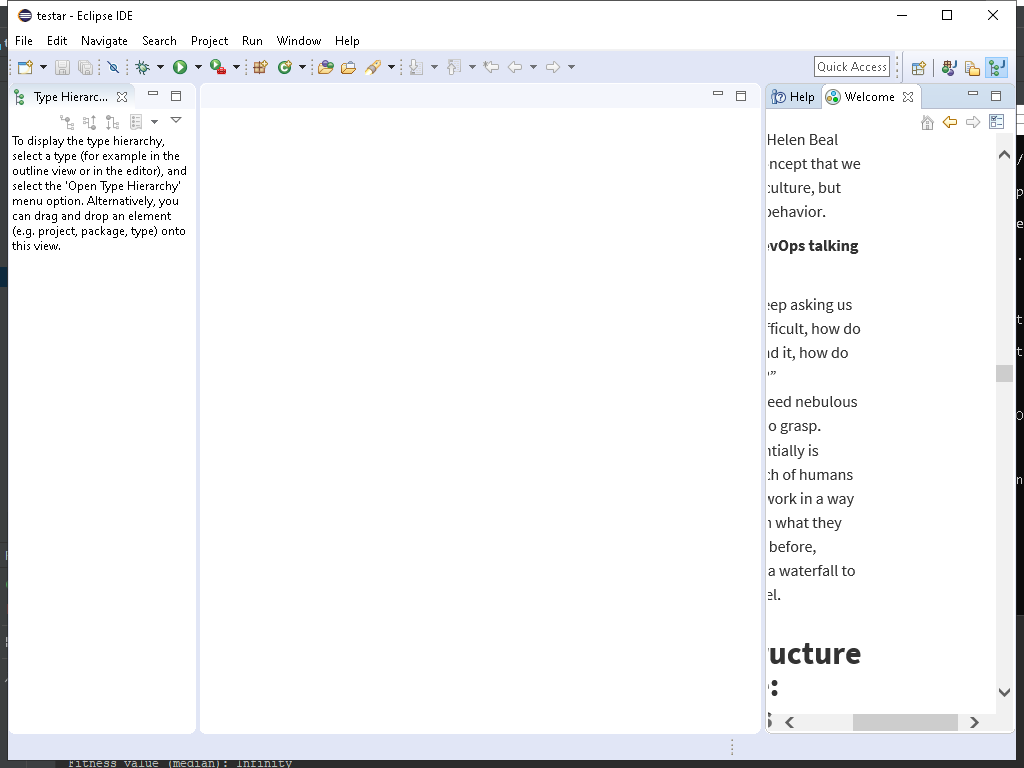 testar - Eclipse IDE
File Edit Navigate Search Project Run Window Help
Quick Access
Type Hierarc...
Help
Welcome
To display the type hierarchy,
select a type (for example in the
outline view or in the editor), and
select the 'Open Type Hierarchy'
menu option. Alternatively, you
can drag and drop an element
(e.g. project, package, type) onto
this view.
Helen Beal
ncept that we
culture, but
behavior.
evOps talking
eep asking us
fficult, how do
nd it, how do
?”
eed nebulous
o grasp.
ntially is
ch of humans
work in a way
n what they
before,
a waterfall to
el.
ructure
e:
Fitness value (median): Infinity